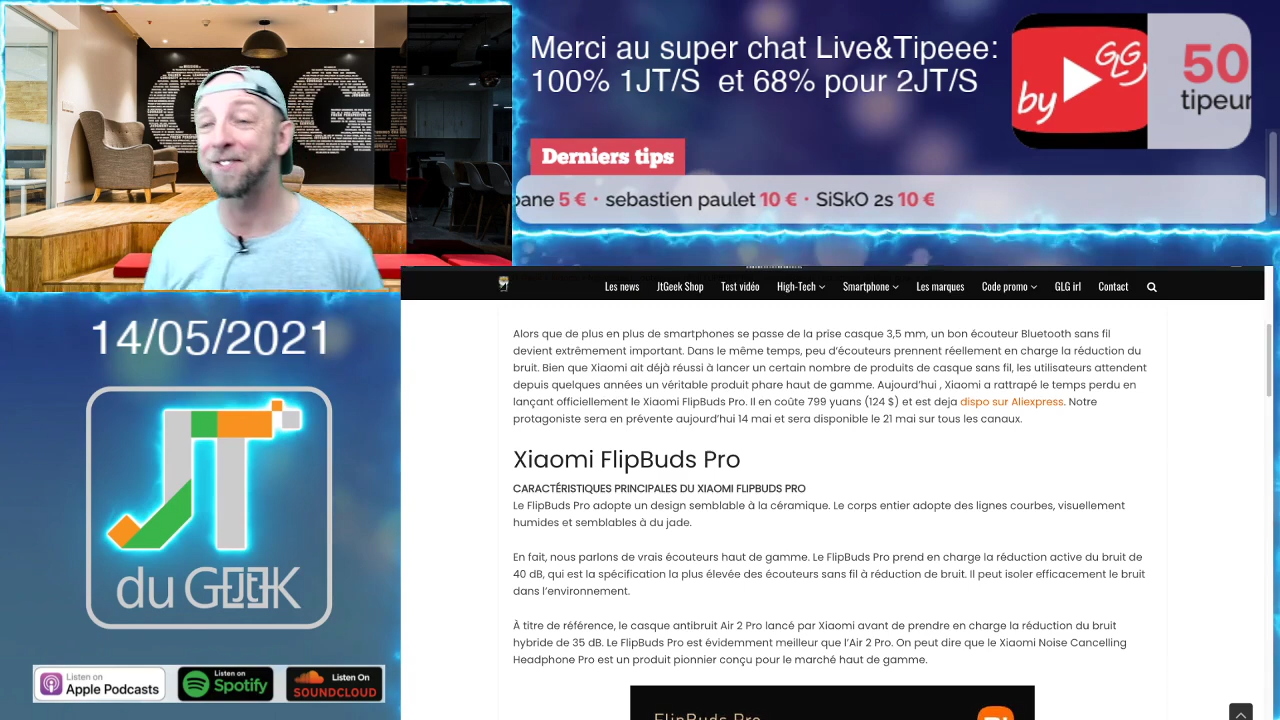 Merci au super chat Live&Tipeee:
100% 1JT/S et 68% pour 2JT/S
by GLG
50
tipeur
Derniers tips
pane 5 € · sebastien paulet 10 € · SiSkO 2s 10 €
14/05/2021
JT
du GEEK
Jt
Listen on
Apple Podcasts
Listen on
Spotify
Listen On
SOUNDCLOUD
Les news JtGeek Shop Test vidéo High-Tech Smartphone Les marques Code promo GLG irl Contact
Alors que de plus en plus de smartphones se passe de la prise casque 3,5 mm, un bon écouteur Bluetooth sans fil
devient extrêmement important. Dans le même temps, peu d’écouteurs prennent réellement en charge la réduction du
bruit. Bien que Xiaomi ait déjà réussi à lancer un certain nombre de produits de casque sans fil, les utilisateurs attendent
depuis quelques années un véritable produit phare haut de gamme. Aujourd’hui , Xiaomi a rattrapé le temps perdu en
lançant officiellement le Xiaomi FlipBuds Pro. Il en coûte 799 yuans (124 $) et est deja dispo sur Aliexpress. Notre
protagoniste sera en prévente aujourd’hui 14 mai et sera disponible le 21 mai sur tous les canaux.
Xiaomi FlipBuds Pro
CARACTÉRISTIQUES PRINCIPALES DU XIAOMI FLIPBUDS PRO
Le FlipBuds Pro adopte un design semblable à la céramique. Le corps entier adopte des lignes courbes, visuellement
humides et semblables à du jade.
En fait, nous parlons de vrais écouteurs haut de gamme. Le FlipBuds Pro prend en charge la réduction active du bruit de
40 dB, qui est la spécification la plus élevée des écouteurs sans fil à réduction de bruit. Il peut isoler efficacement le bruit
dans l’environnement.
À titre de référence, le casque antibruit Air 2 Pro lancé par Xiaomi avant de prendre en charge la réduction du bruit
hybride de 35 dB. Le FlipBuds Pro est évidemment meilleur que l’Air 2 Pro. On peut dire que le Xiaomi Noise Cancelling
Headphone Pro est un produit pionnier conçu pour le marché haut de gamme.
FlipBuds Pro